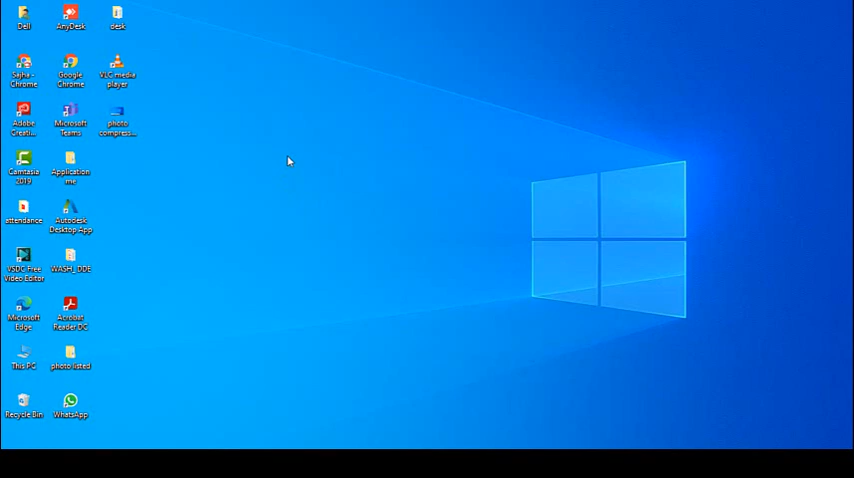 Dell
AnyDesk
desk
Sajha -
Chrome
Google
Chrome
VLC media
player
Adobe
Creati...
Microsoft
Teams
photo
compress...
Camtasia
2019
Application
me
attendance
Autodesk
Desktop App
VSDC Free
Video Editor
WASH_DDE
Microsoft
Edge
Acrobat
Reader DC
This PC
photo listed
Recycle Bin
WhatsApp